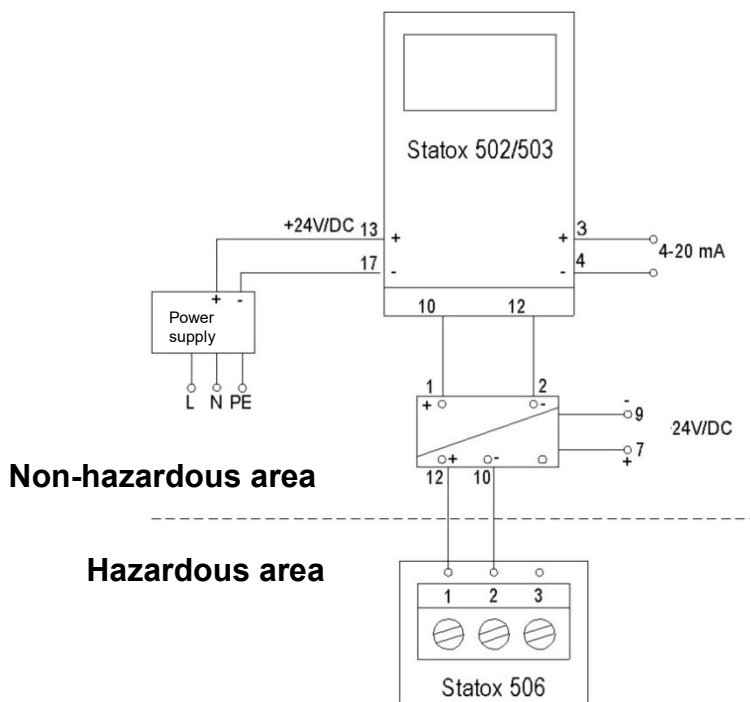 Statox 502/503
+24V/DC 13 + + 3
4-20 mA
17 - - 4
+ -
Power
supply
10 12
L N PE
1 2
+ -
-
9
24V/DC
7
+
+ -
12 10
Non-hazardous area
Hazardous area
1 2 3
Statox 506